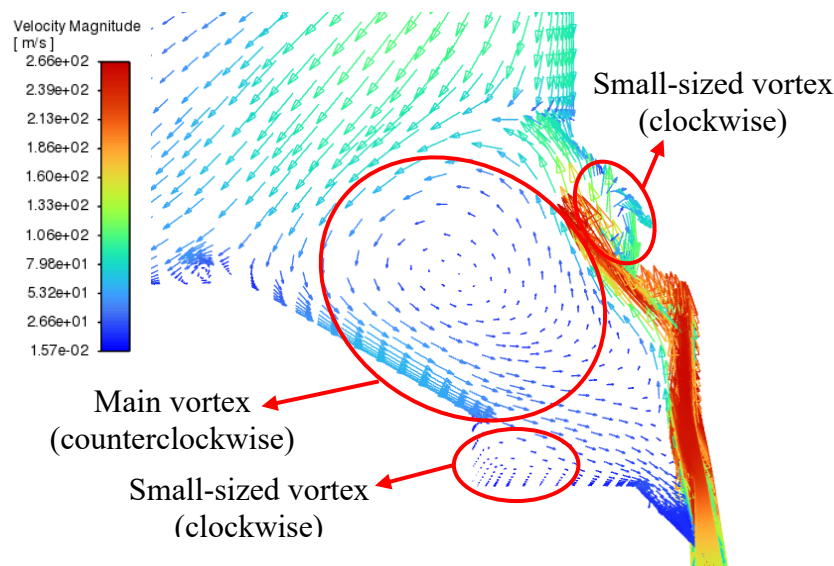 Velocity Magnitude
[ m/s ]
2.66e+02
2.39e+02
2.13e+02
1.86e+02
1.60e+02
1.33e+02
1.06e+02
7.98e+01
5.32e+01
2.66e+01
1.57e-02
Small-sized vortex
(clockwise)
Main vortex
(counterclockwise)
Small-sized vortex
(clockwise)